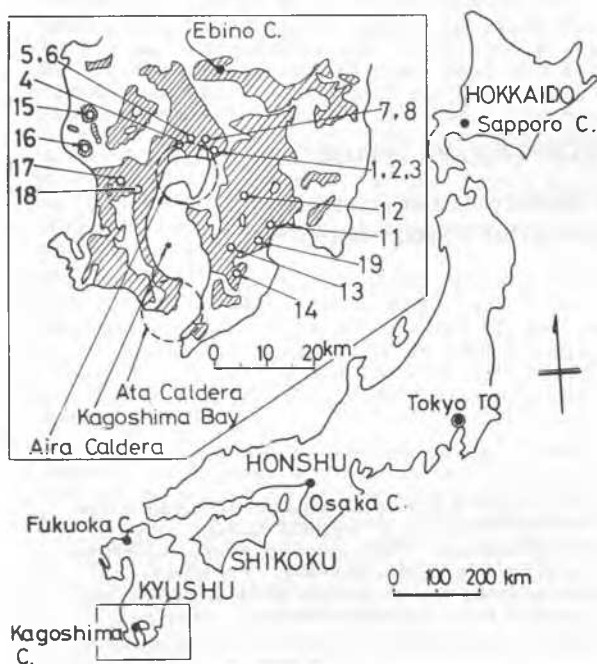 Ebino C.
5,6
4
15
16
17
18
7,8
1,2,3
12
11
19
13
14
0 10 20
km
Ata Caldera
Kagoshima Bay
Aira Caldera
HOKKAIDO
Sapporo C.
Tokyo TO
HONSHU
Osaka C.
Fukuoka C.
SHIKOKU
KYUSHU
0 100 200 km
Kagoshima
C.